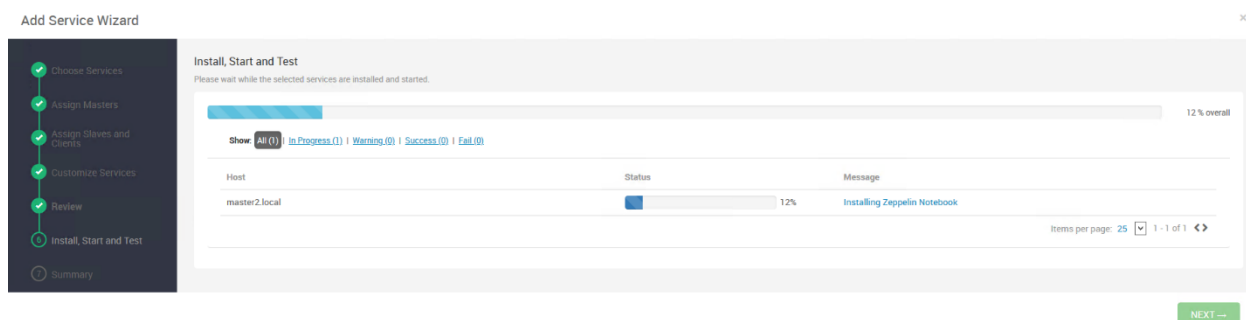 Add Service Wizard
×
Choose Services
Assign Masters
Assign Slaves and
Clients
Customize Services
Review
6 Install, Start and Test
7 Summary
Install, Start and Test
Please wait while the selected services are installed and started.
12 % overall
Show: All (1) | In Progress (1) | Warning (0) | Success (0) | Fail (0)
Host Status Message
master2.local 12% Installing Zeppelin Notebook
Items per page: 25 1 - 1 of 1
NEXT →